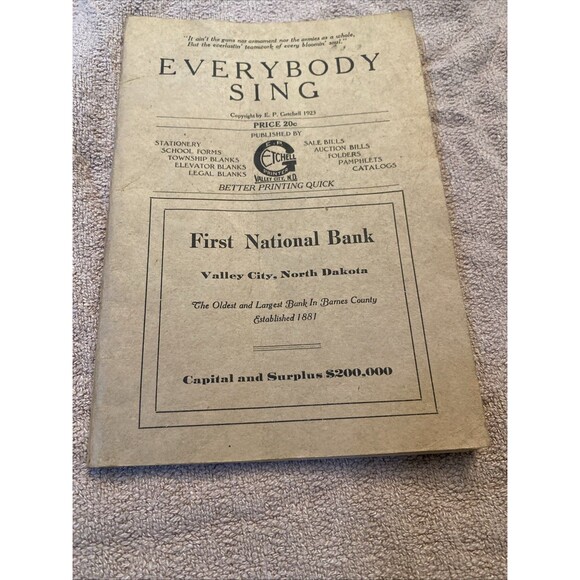 "It ain't the guns nor armament nor the armies as a whole,
But the everlastin' teamwork of every bloomin' soul."
EVERYBODY
SING
Copyright by E. P. Getchell 1923
PRICE 20c
PUBLISHED BY
STATIONERY
SCHOOL FORMS
TOWNSHIP BLANKS
ELEVATOR BLANKS
LEGAL BLANKS
GETCHELL
PRINTER
VALLEY CITY, N.D.
SALE BILLS
AUCTION BILLS
FOLDERS
PAMPHLETS
CATALOGS
BETTER PRINTING QUICK
First National Bank
Valley City, North Dakota
The Oldest and Largest Bank In Barnes County
Established 1881
Capital and Surplus $200,000